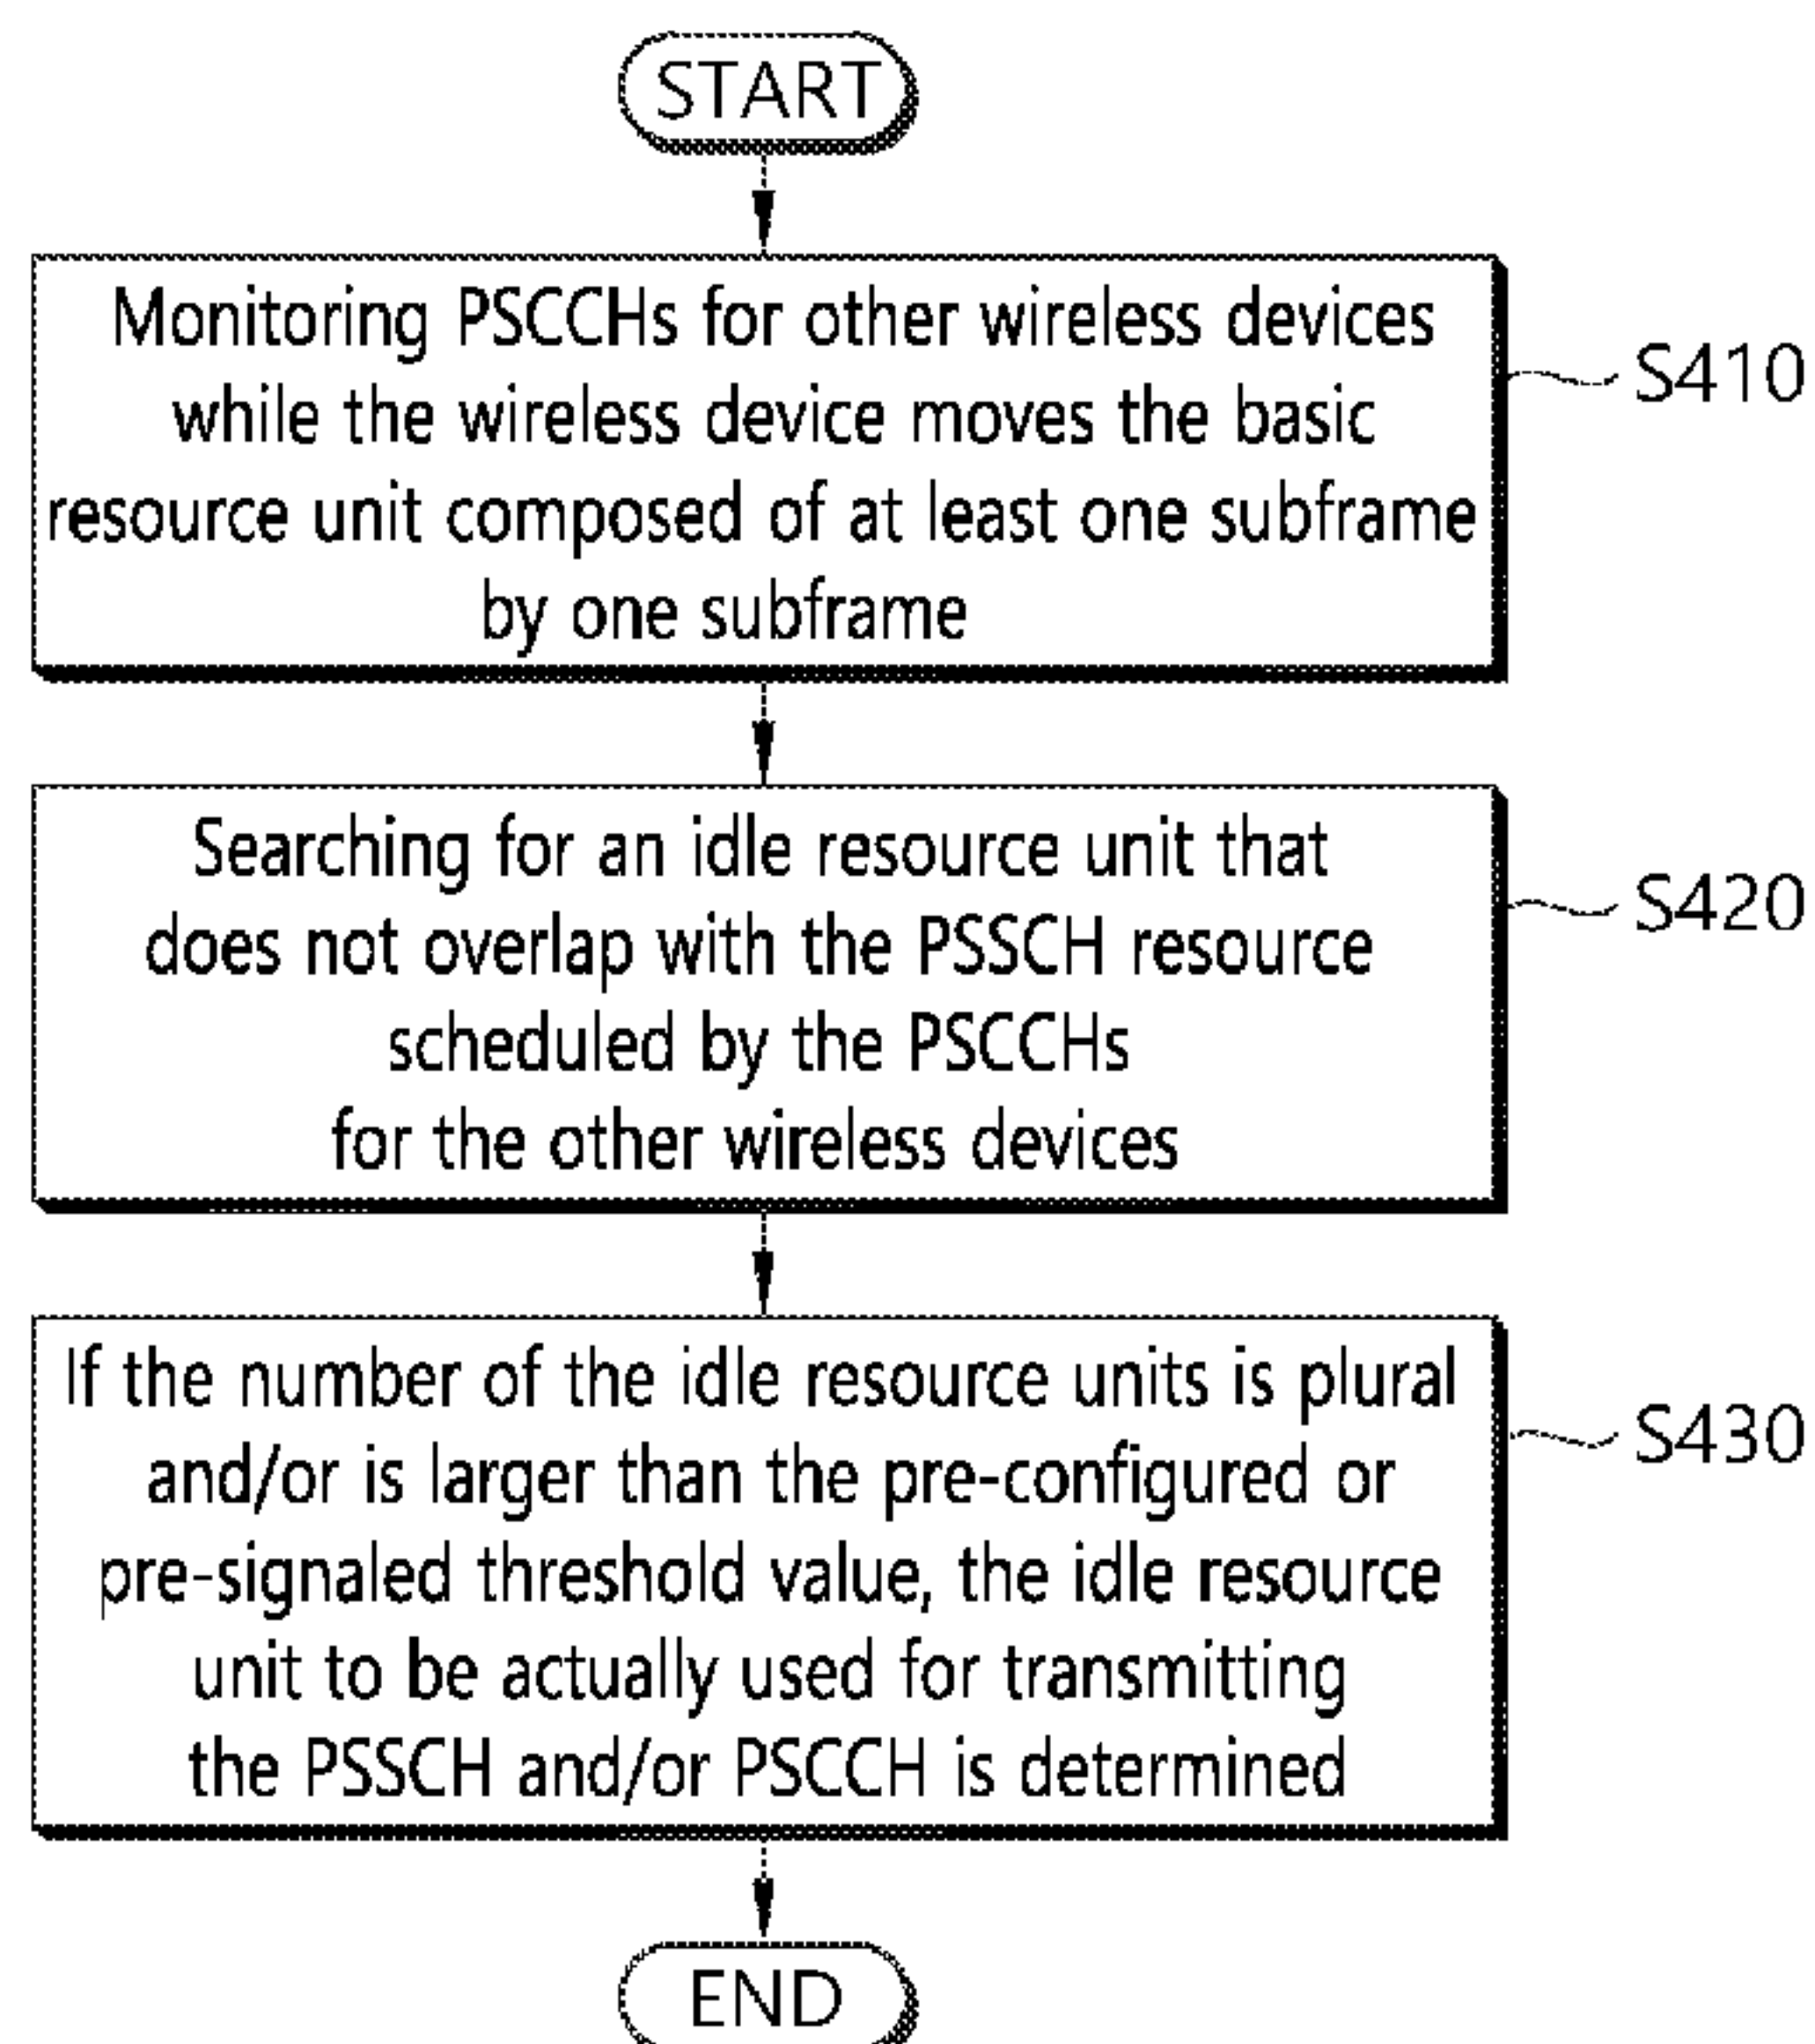 START
Monitoring PSCCHs for other wireless devices
while the wireless device moves the basic
resource unit composed of at least one subframe
by one subframe
S410
Searching for an idle resource unit that
does not overlap with the PSSCH resource
scheduled by the PSCCHs
for the other wireless devices
S420
If the number of the idle resource units is plural
and/or is larger than the pre-configured or
pre-signaled threshold value, the idle resource
unit to be actually used for transmitting
the PSSCH and/or PSCCH is determined
S430
END